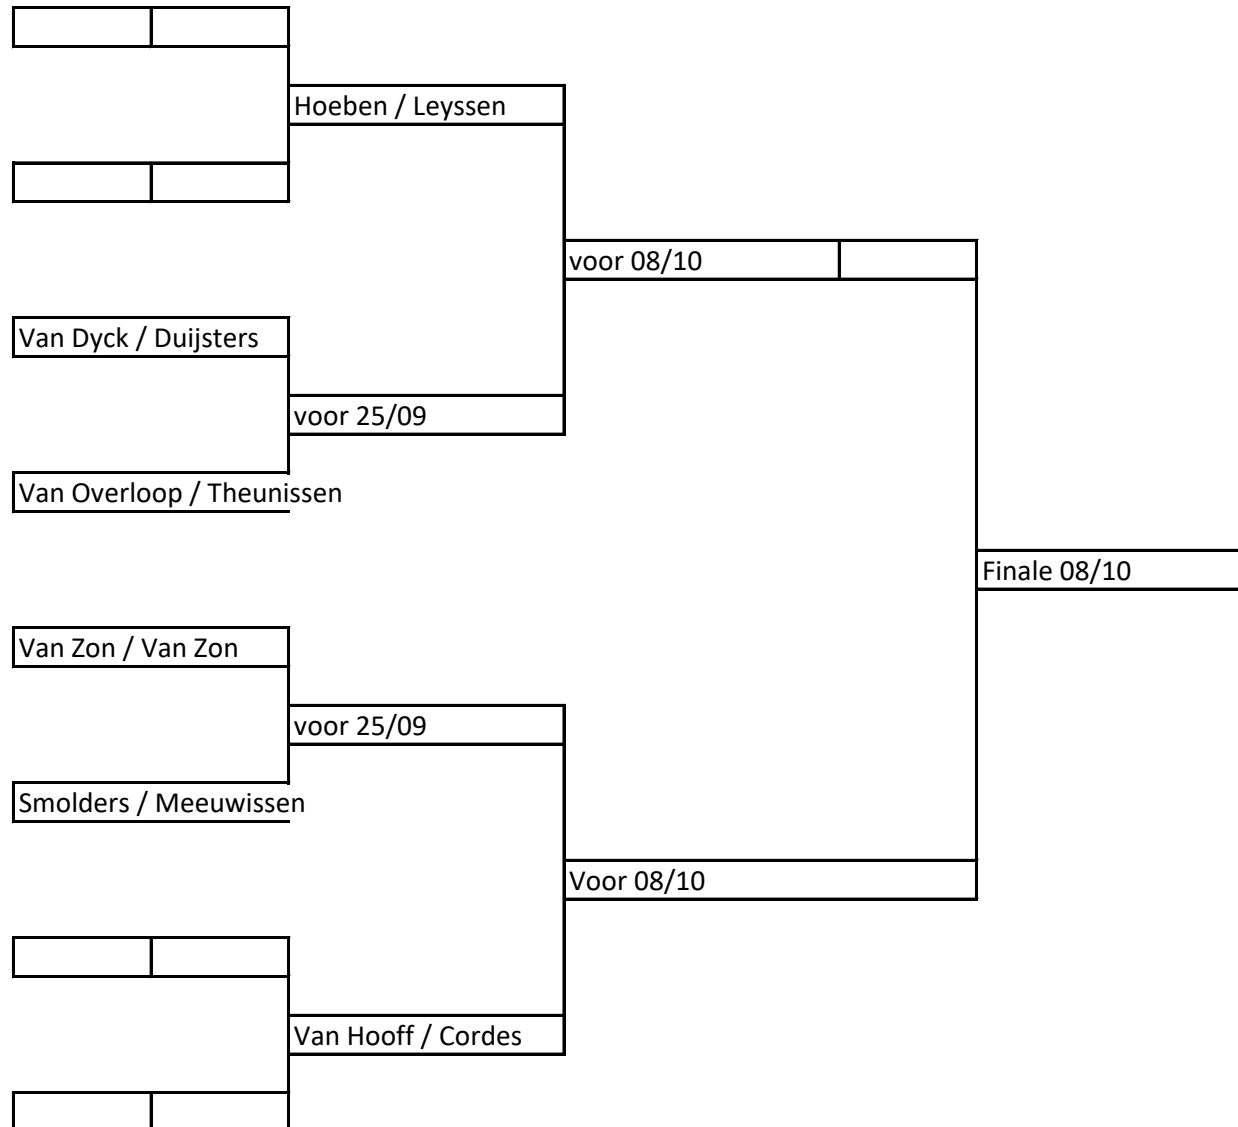 Hoeben / Leyssen
voor 08/10
Van Dyck / Duijsters
voor 25/09
Van Overloop / Theunissen
Finale 08/10
Van Zon / Van Zon
voor 25/09
Smolders / Meeuwissen
Voor 08/10
Van Hooff / Cordes